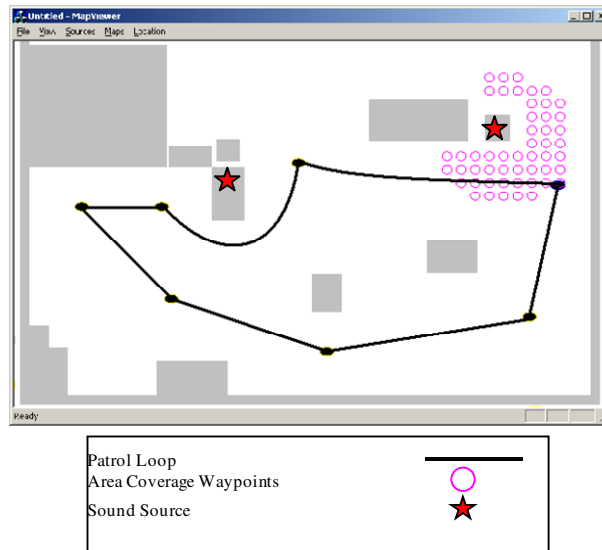 Untitled - MapViewer
File View Sources Maps Location
Ready
Patrol Loop
Area Coverage Waypoints
Sound Source